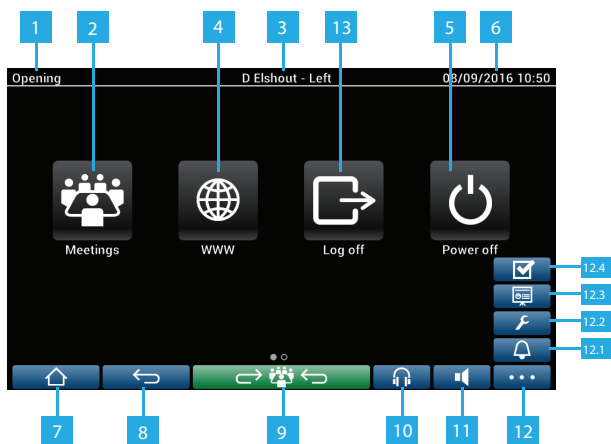 1 2 4 3 13 5 6
Opening D Elshout - Left 08/09/2016 10:50
Meetings WWW Log off Power off
12.4
12.3
12.2
12.1
7 8 9 10 11 12